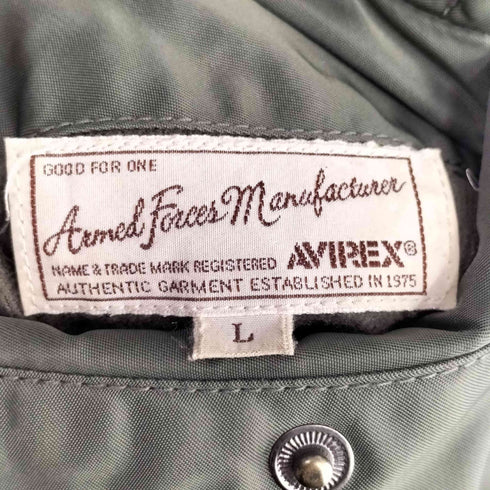 GOOD FOR ONE
Armed Forces Manufacturer
NAME & TRADE MARK REGISTERED AVIREX®
AUTHENTIC GARMENT ESTABLISHED IN 1975
L